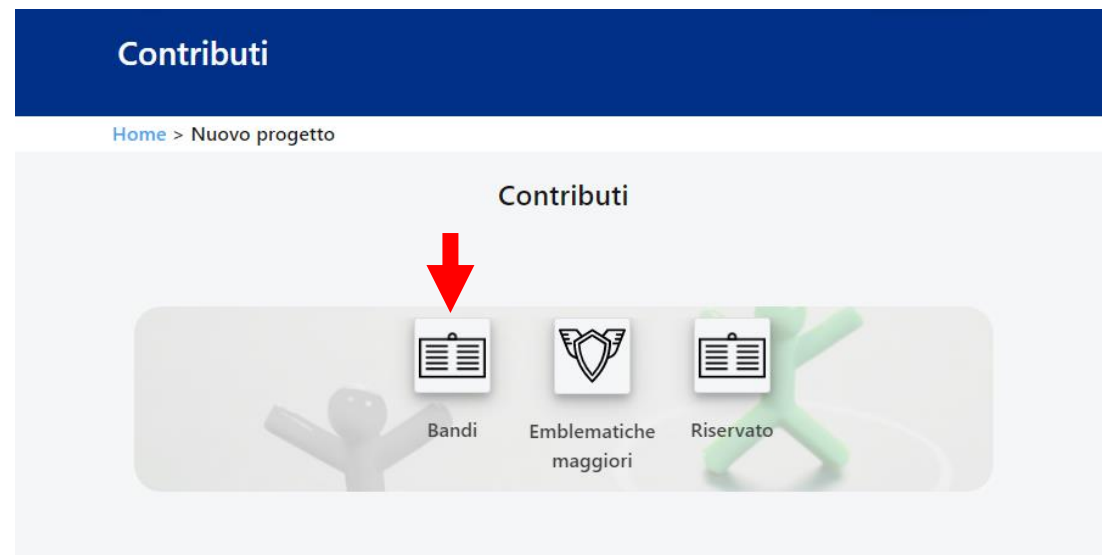 Contributi
Home > Nuovo progetto
Contributi
Bandi
Emblematiche
maggiori
Riservato